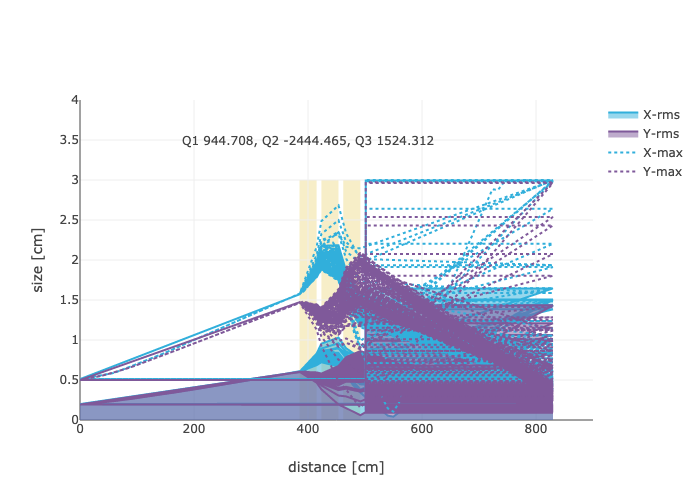 4
3.5
3
2.5
2
1.5
1
0.5
0
Q1 944.708, Q2 -2444.465, Q3 1524.312
X-rms
Y-rms
X-max
Y-max
size [cm]
0
200
400
600
800
distance [cm]